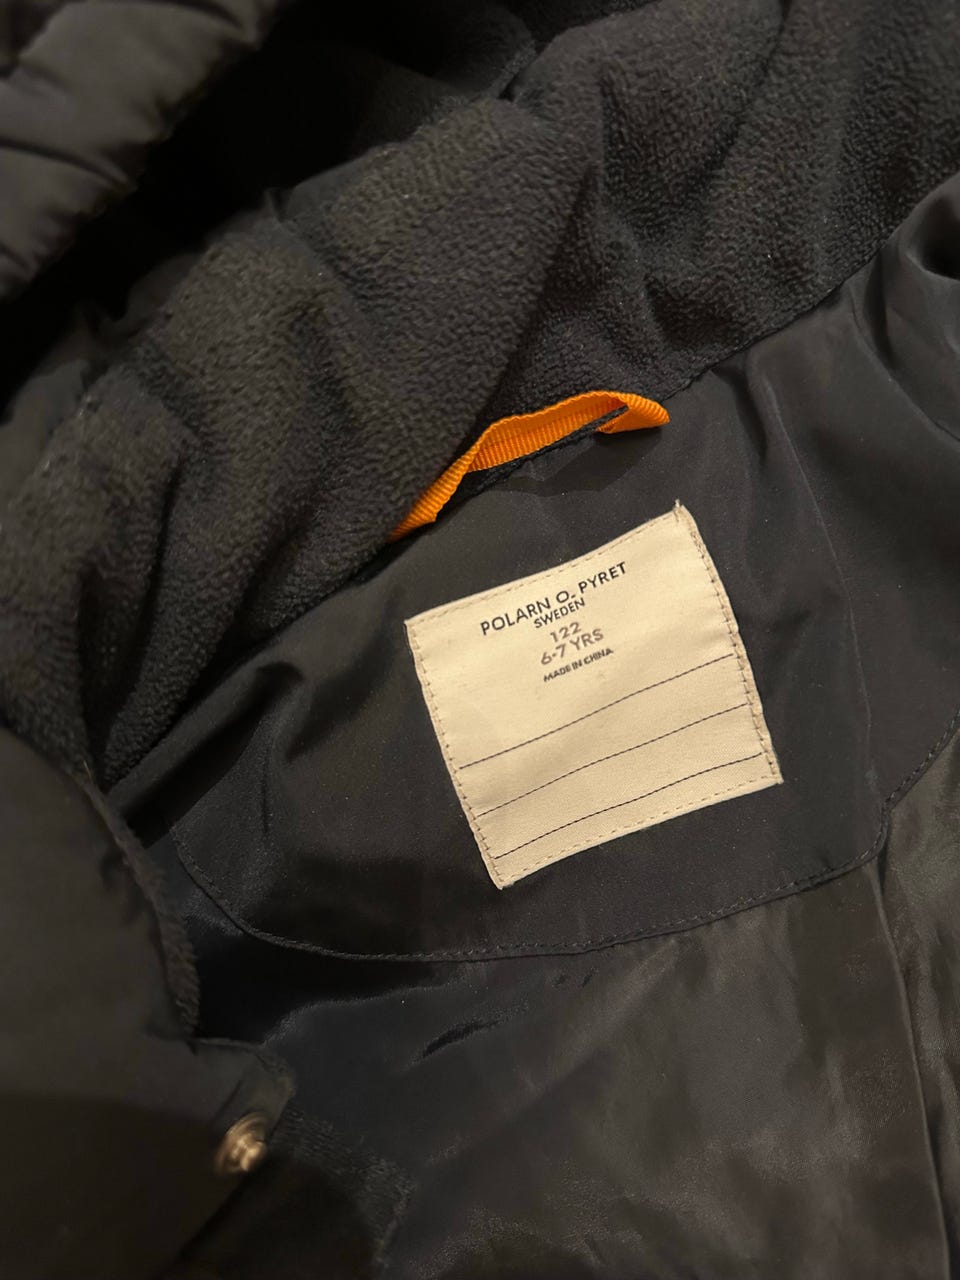 POLARN O. PYRET
SWEDEN
122
6-7 YRS
MADE IN CHINA